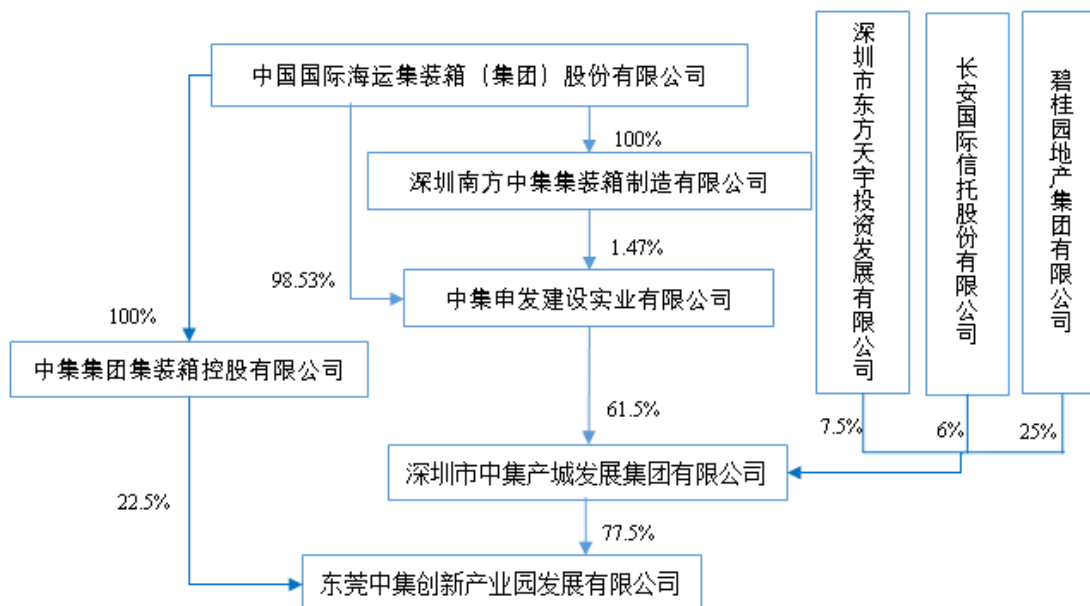 中国国际海运集装箱（集团）股份有限公司
100%
深圳南方中集集装箱制造有限公司
1.47%
98.53%
中集申发建设实业有限公司
100%
中集集团集装箱控股有限公司
深圳市东方天宇投资发展有限公司
长安国际信托股份有限公司
碧桂园地产集团有限公司
61.5%
7.5%
6%
25%
深圳市中集产城发展集团有限公司
22.5%
77.5%
东莞中集创新产业园发展有限公司